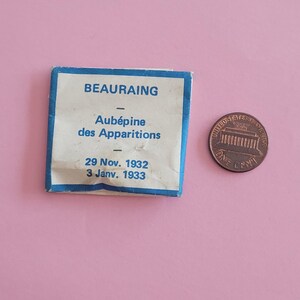 BEAURAING
—
Aubépine
des Apparitions
—
29 Nov. 1932
3 Janv. 1933